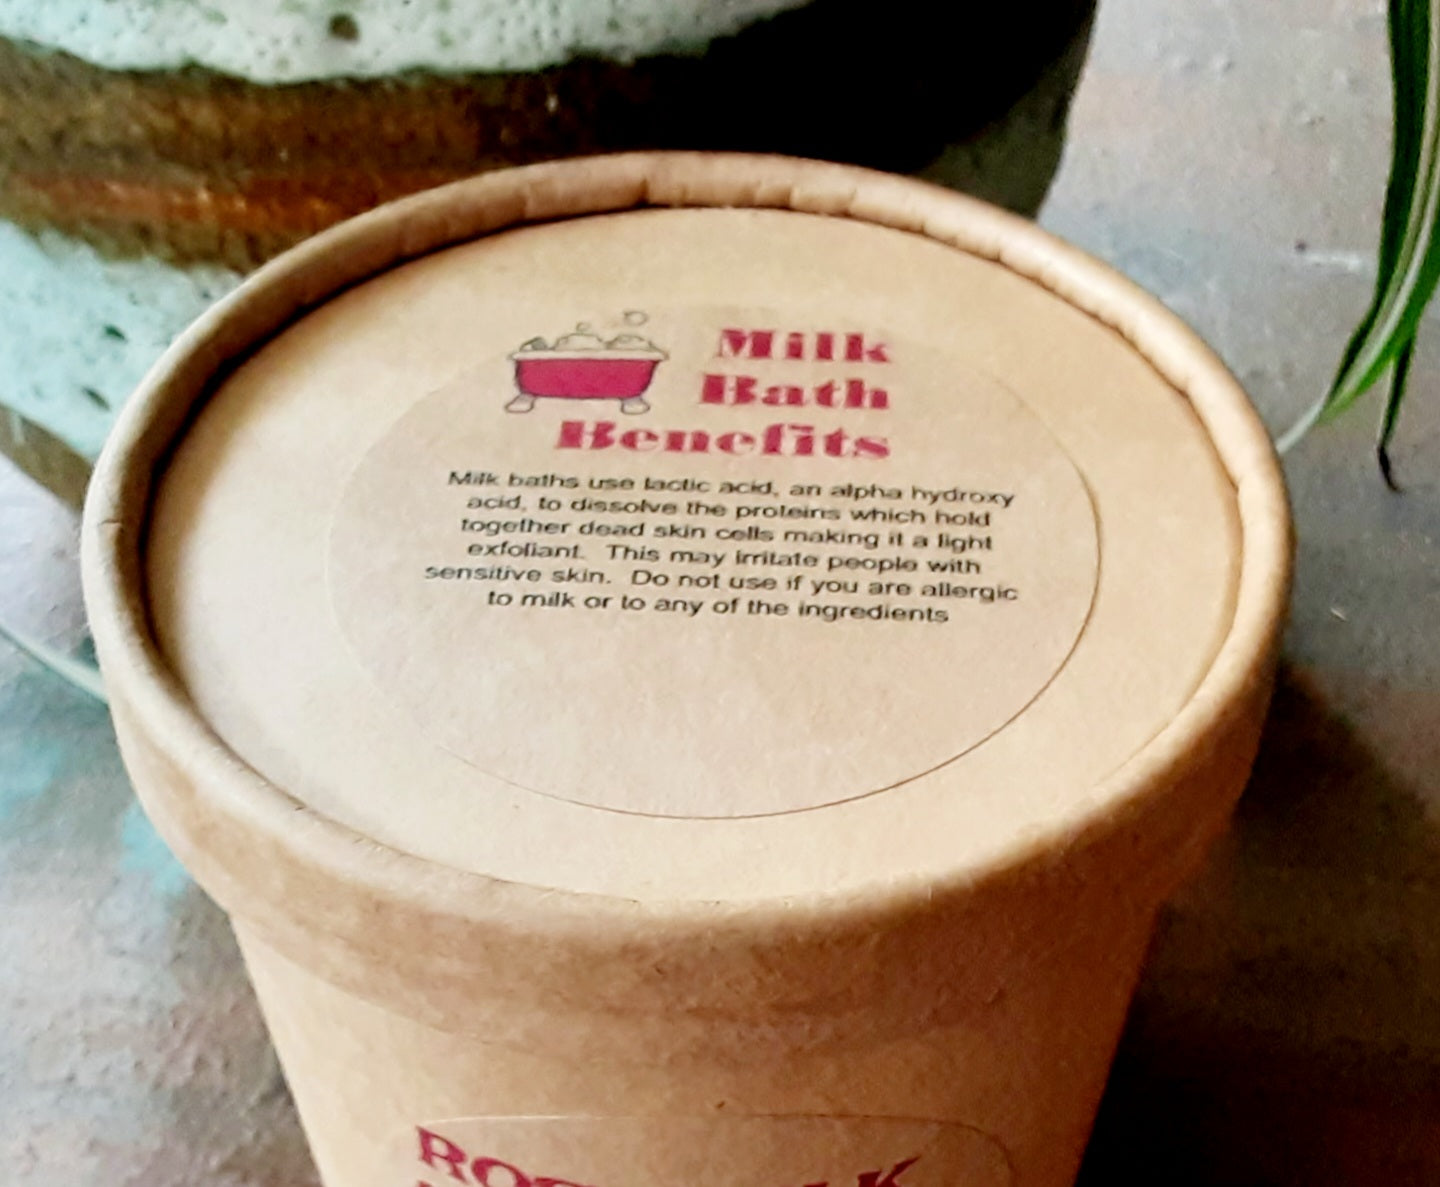 Milk
Bath
Benefits
Milk baths use lactic acid, an alpha hydroxy
acid, to dissolve the proteins which hold
together dead skin cells making it a light
exfoliant. This may irritate people with
sensitive skin. Do not use if you are allergic
to milk or to any of the ingredients